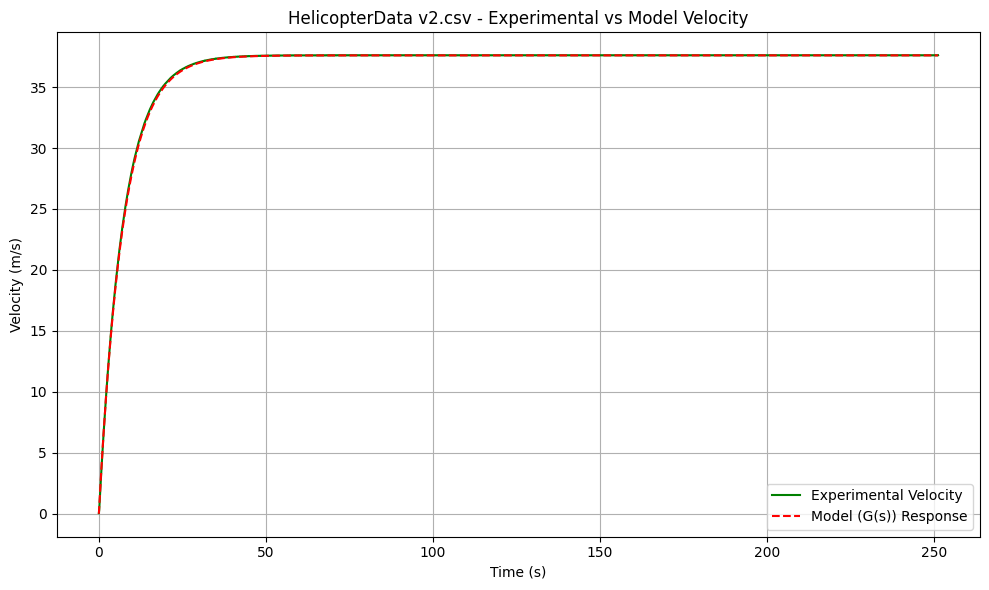 HelicopterData v2.csv - Experimental vs Model Velocity
Velocity (m/s)
35
30
25
20
15
10
5
0
Experimental Velocity
Model (G(s)) Response
0 50 100 150 200 250
Time (s)